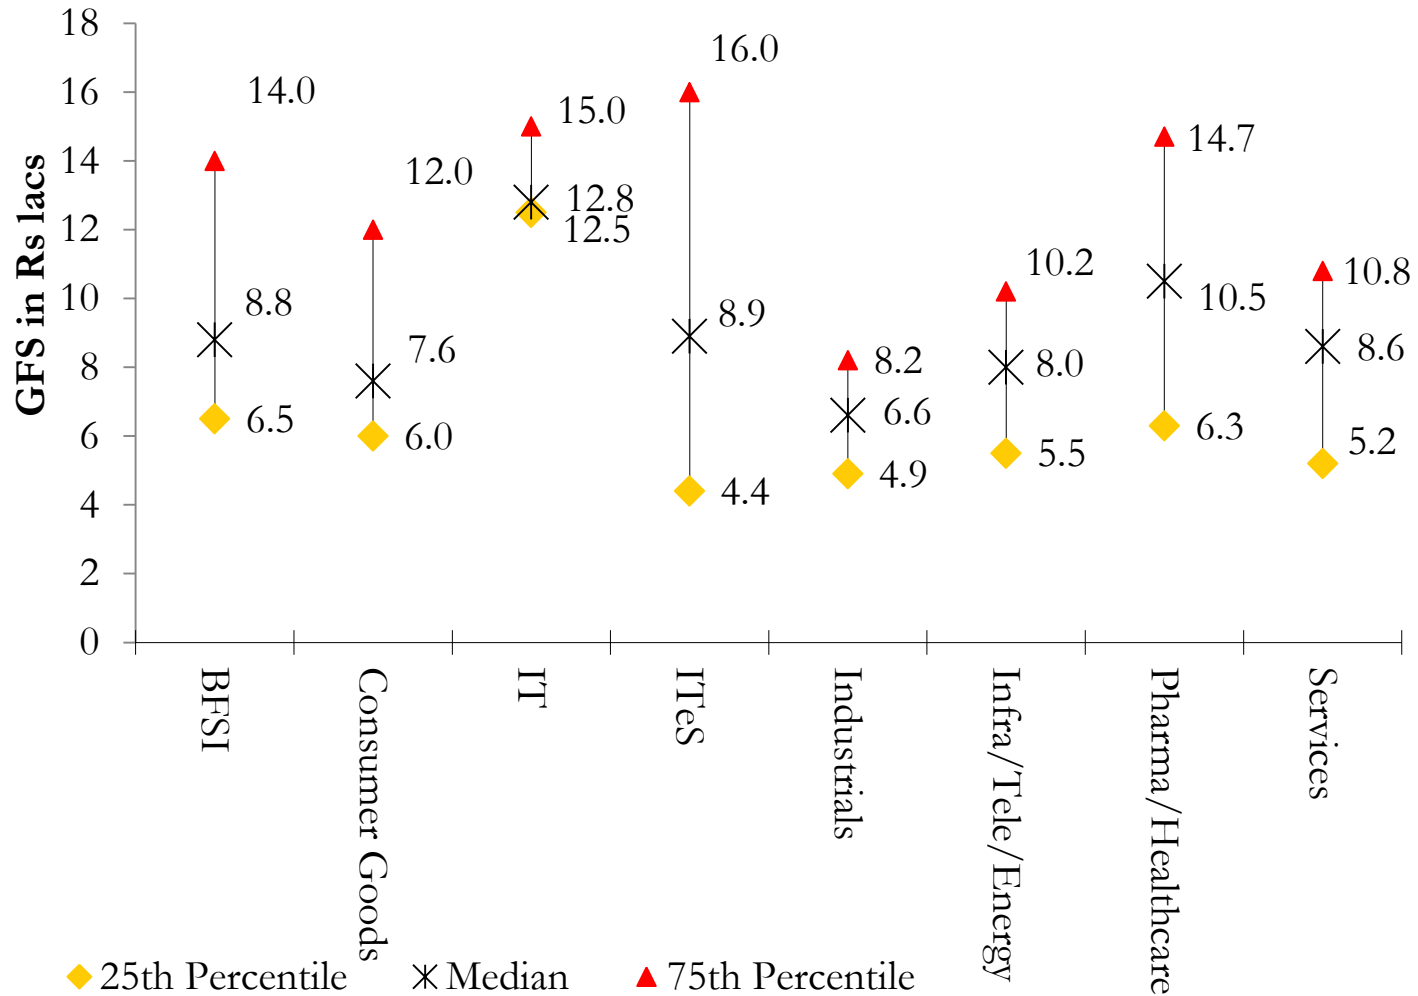 GFS in Rs lacs
18
16
14
12
10
8
6
4
2
0
14.0
8.8
6.5
12.0
7.6
6.0
15.0
12.8
12.5
16.0
8.9
4.4
8.2
6.6
4.9
10.2
8.0
5.5
14.7
10.5
6.3
10.8
8.6
5.2
BFSI
Consumer Goods
IT
ITeS
Industrials
Infra/Tele/Energy
Pharma/Healthcare
Services
25th Percentile
Median
75th Percentile